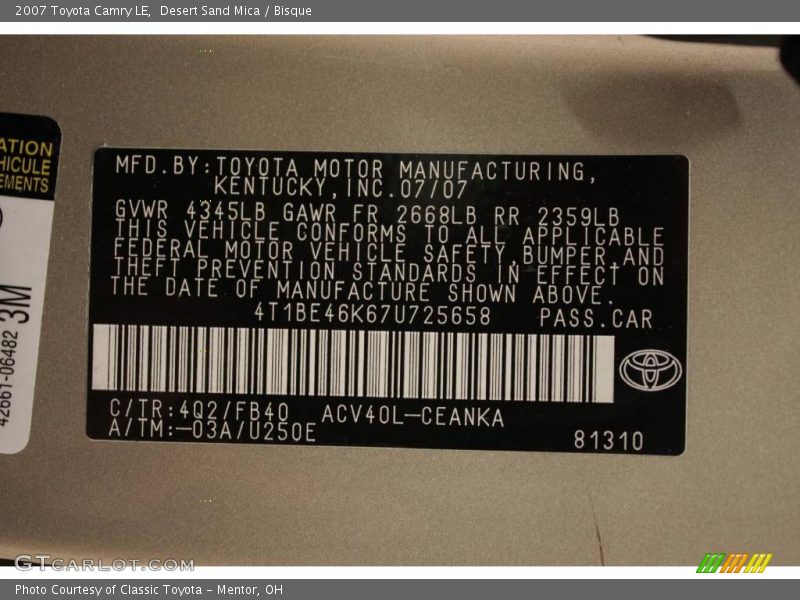 2007 Toyota Camry LE, Desert Sand Mica / Bisque
ATION
HICULE
EMENTS
42661-06482 3M
MFD.BY:TOYOTA MOTOR MANUFACTURING,
KENTUCKY,INC.07/07
GVWR 4345LB GAWR FR 2668LB RR 2359LB
THIS VEHICLE CONFORMS TO ALL APPLICABLE
FEDERAL MOTOR VEHICLE SAFETY,BUMPER,AND
THEFT PREVENTION STANDARDS IN EFFECT ON
THE DATE OF MANUFACTURE SHOWN ABOVE.
4T1BE46K67U725658 PASS.CAR
C/TR:4Q2/FB40 ACV40L-CEANKA
A/TM:-03A/U250E
81310
GTCARLOT.COM
Photo Courtesy of Classic Toyota - Mentor, OH